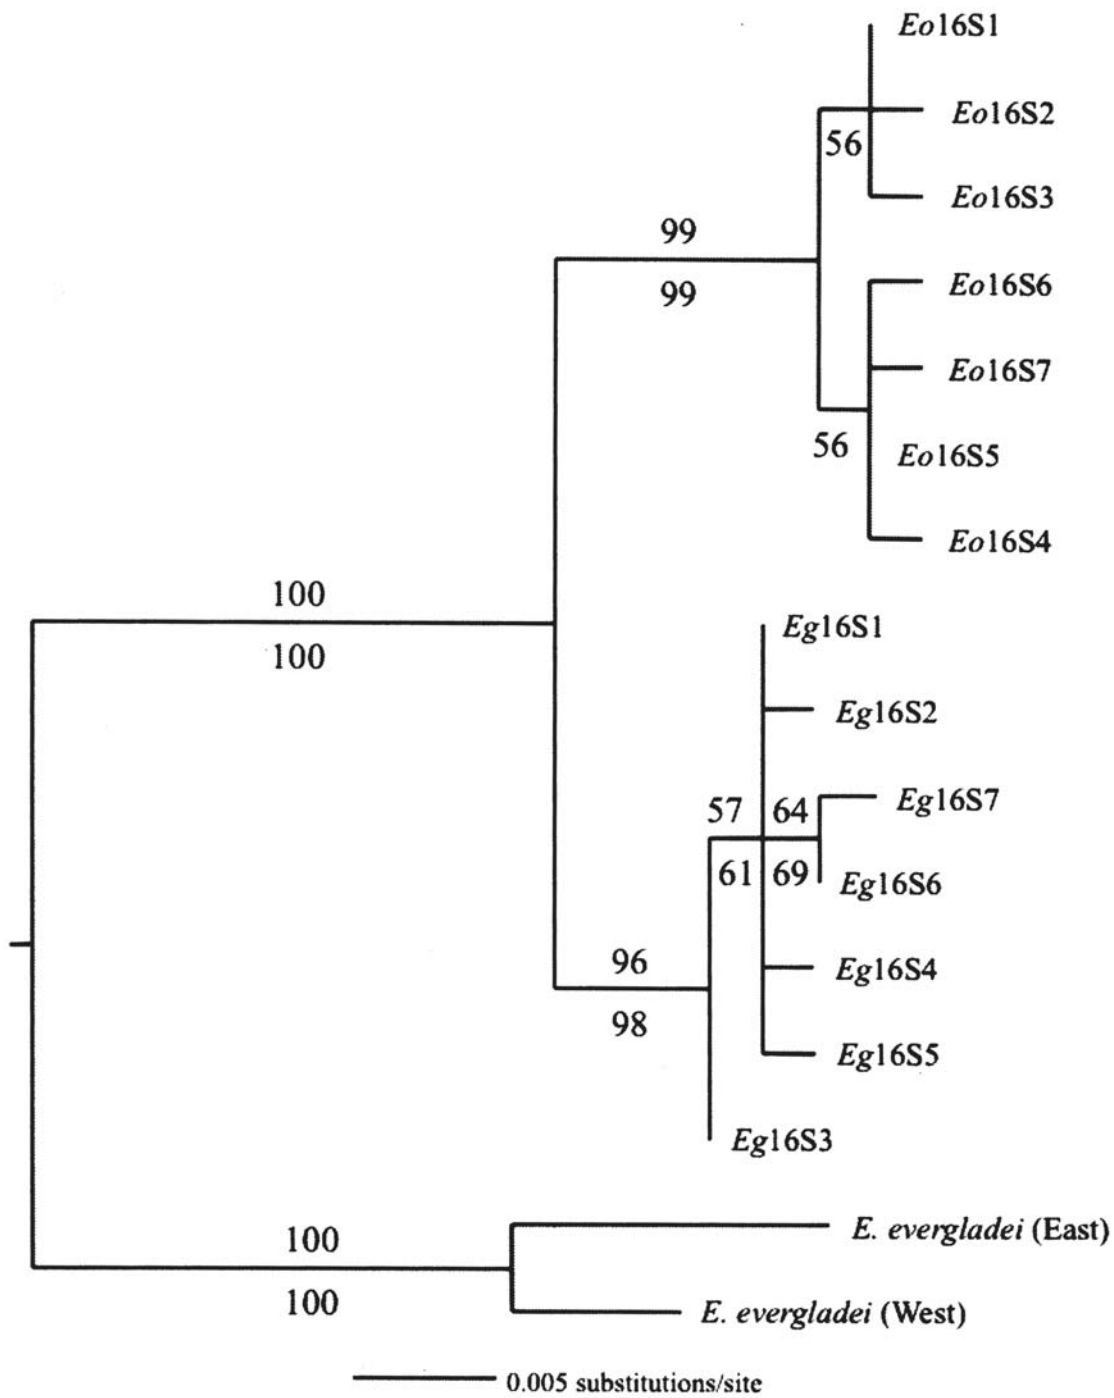 Eo16S1
Eo16S2
56
Eo16S3
99
99
Eo16S6
Eo16S7
56
Eo16S5
Eo16S4
100
100
Eg16S1
Eg16S2
57 64
Eg16S7
61 69
Eg16S6
96
Eg16S4
98
Eg16S5
Eg16S3
100
E. evergladei (East)
100
E. evergladei (West)
0.005 substitutions/site